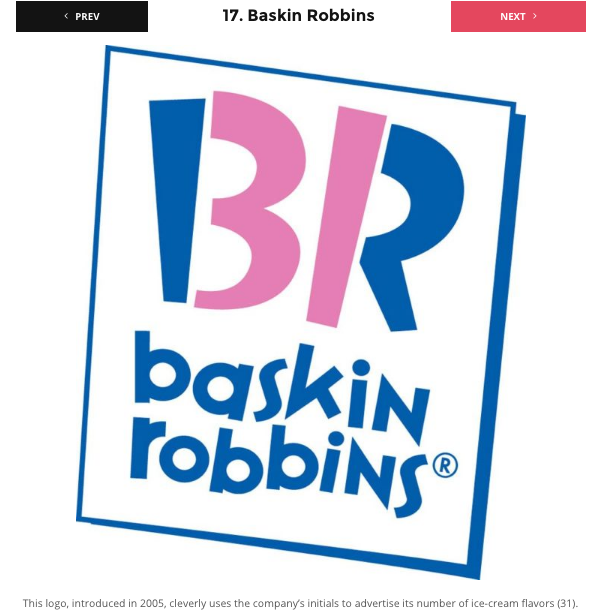 ‹ PREV
17. Baskin Robbins
NEXT ›
BR
baskin
robbins®
This logo, introduced in 2005, cleverly uses the company's initials to advertise its number of ice-cream flavors (31).